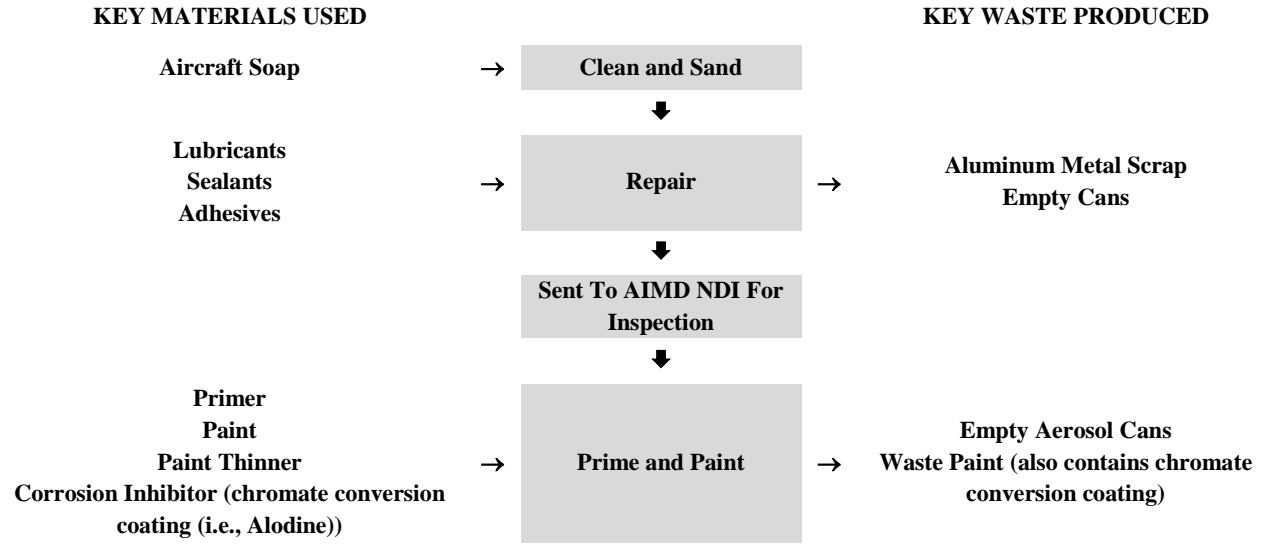 KEY MATERIALS USED
KEY WASTE PRODUCED
Aircraft Soap
→
Clean and Sand
Lubricants
Sealants
Adhesives
→
Repair
→
Aluminum Metal Scrap
Empty Cans
Sent To AIMD NDI For
Inspection
Primer
Paint
Paint Thinner
Corrosion Inhibitor (chromate conversion
coating (i.e., Alodine))
→
Prime and Paint
→
Empty Aerosol Cans
Waste Paint (also contains chromate
conversion coating)